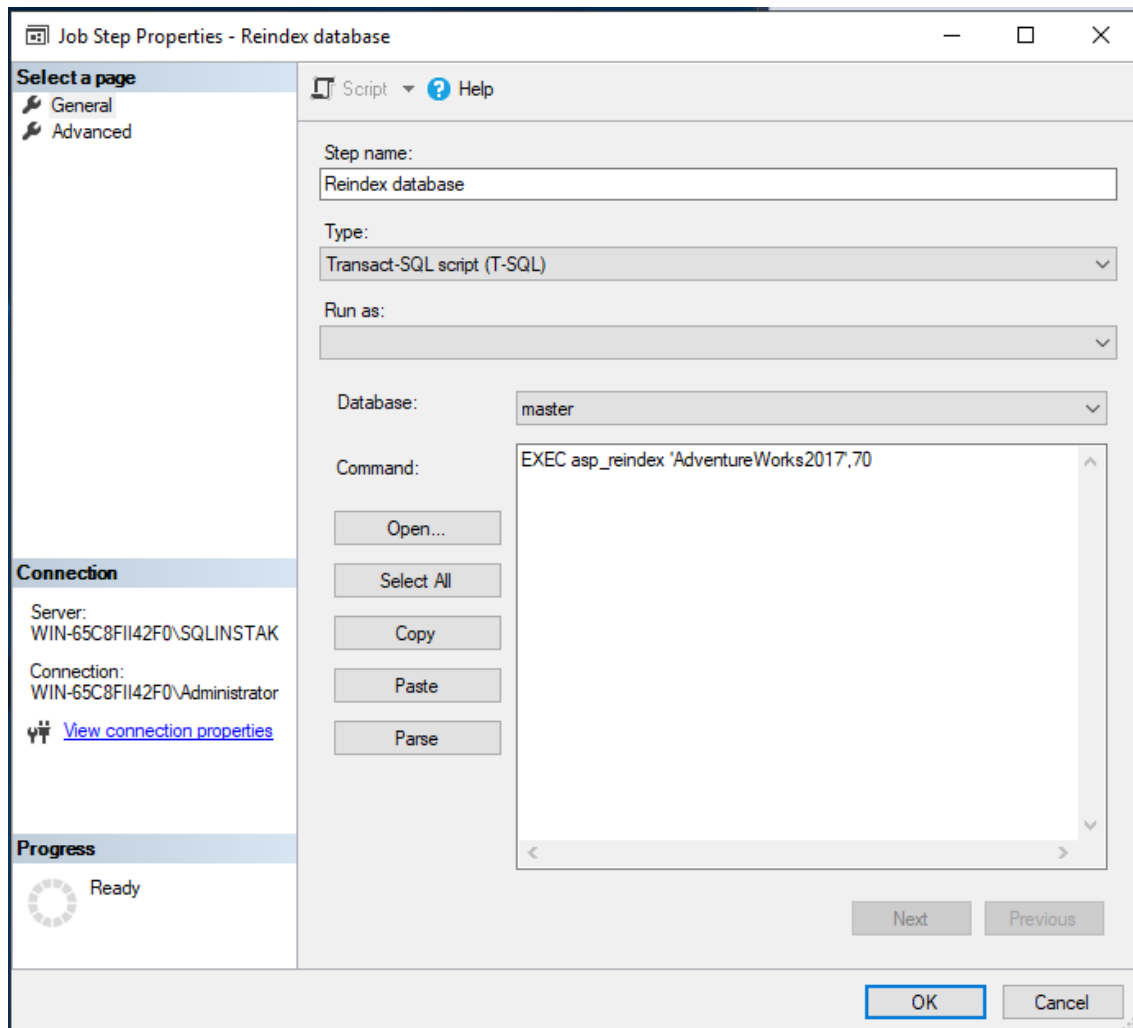 Job Step Properties - Reindex database
Select a page
General
Advanced
Script
Help
Step name:
Reindex database
Type:
Transact-SQL script (T-SQL)
Run as:
Database:
master
Command:
EXEC asp_reindex 'AdventureWorks2017',70
Open...
Select All
Copy
Paste
Parse
Connection
Server:
WIN-65C8FII42F0\SQLINSTAK
Connection:
WIN-65C8FII42F0\Administrator
View connection properties
Progress
Ready
Next
Previous
OK
Cancel